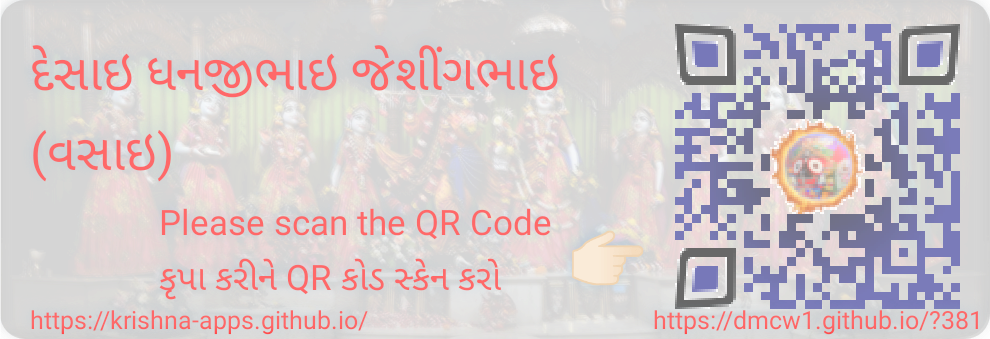 દેસાઇ ધનજીભાઇ જેશીંગભાઇ
(વસાઇ)
Please scan the QR Code
કૃપા કરીને QR કોડ સ્કેન કરો
https://krishna-apps.github.io/
https://dmcw1.github.io/?381